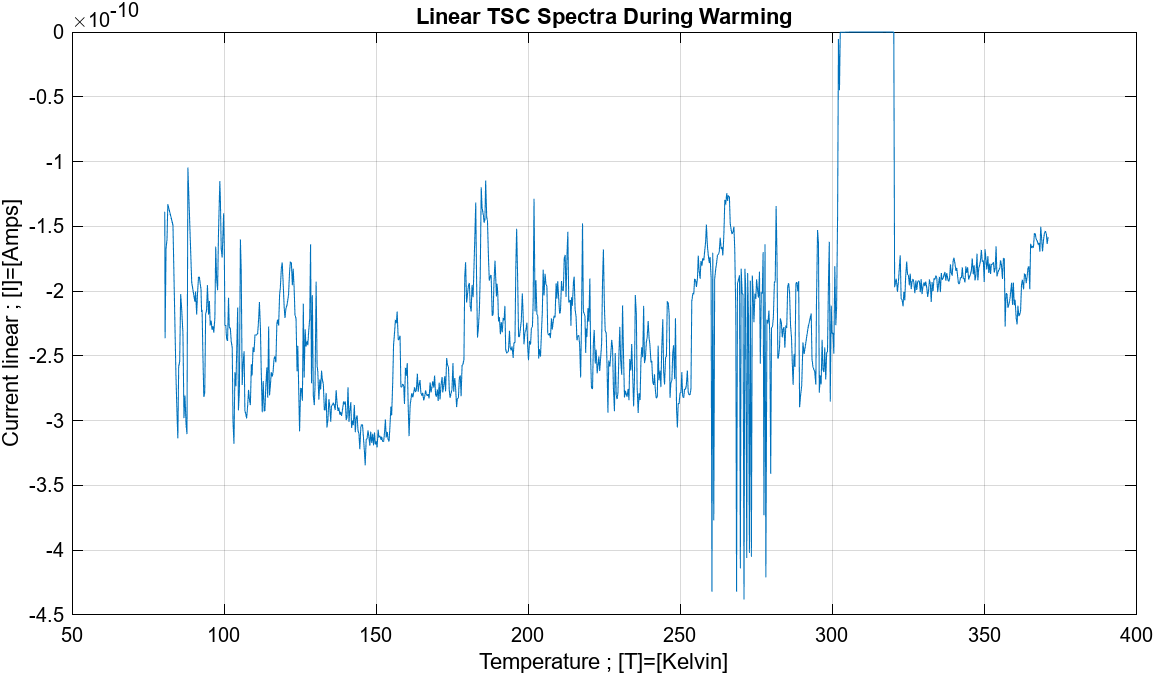 Linear TSC Spectra During Warming
×10-10
0
-0.5
-1
-1.5
-2
-2.5
-3
-3.5
-4
-4.5
Current linear ; [I]=[Amps]
50 100 150 200 250 300 350 400
Temperature ; [T]=[Kelvin]